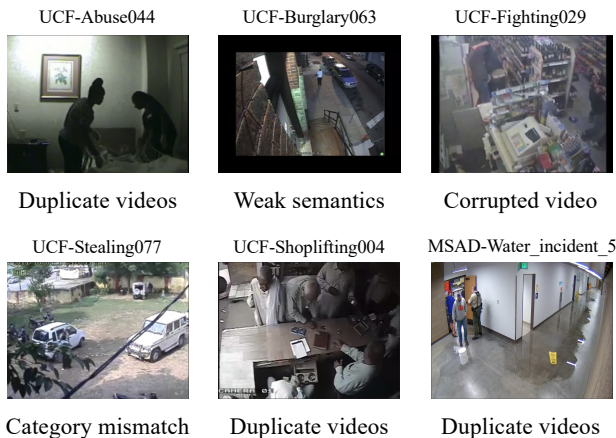 UCF-Abuse044 UCF-Burglary063 UCF-Fighting029
Duplicate videos Weak semantics Corrupted video
UCF-Stealing077 UCF-Shoplifting004 MSAD-Water_incident_5
CAMERA
Category mismatch Duplicate videos Duplicate videos